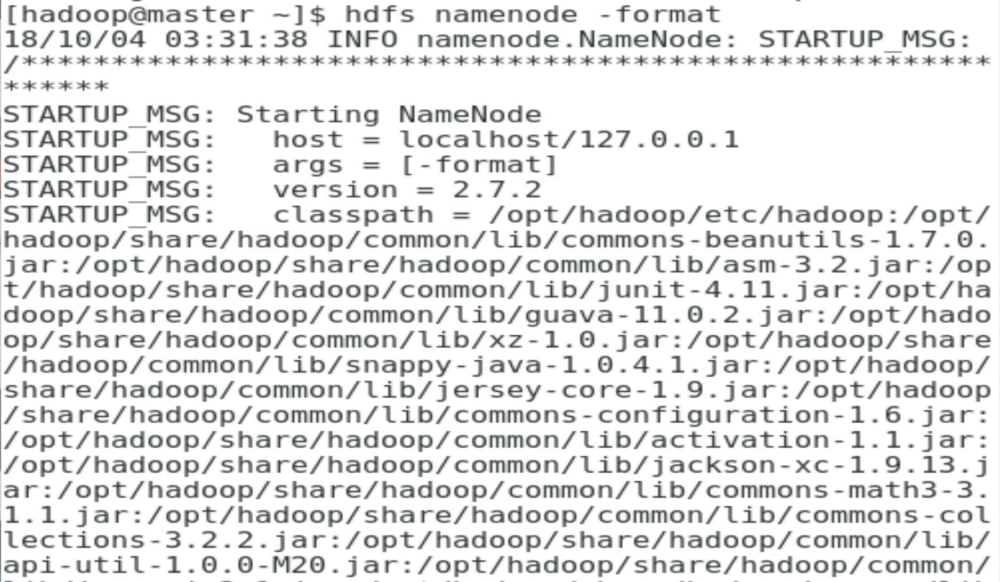 [hadoop@master ~]$ hdfs namenode -format
18/10/04 03:31:38 INFO namenode.NameNode: STARTUP_MSG:
/******************************************************
******
STARTUP_MSG: Starting NameNode
STARTUP_MSG:   host = localhost/127.0.0.1
STARTUP_MSG:   args = [-format]
STARTUP_MSG:   version = 2.7.2
STARTUP_MSG:   classpath = /opt/hadoop/etc/hadoop:/opt/
hadoop/share/hadoop/common/lib/commons-beanutils-1.7.0.
jar:/opt/hadoop/share/hadoop/common/lib/asm-3.2.jar:/op
t/hadoop/share/hadoop/common/lib/junit-4.11.jar:/opt/ha
doop/share/hadoop/common/lib/guava-11.0.2.jar:/opt/hado
op/share/hadoop/common/lib/xz-1.0.jar:/opt/hadoop/share
/hadoop/common/lib/snappy-java-1.0.4.1.jar:/opt/hadoop/
share/hadoop/common/lib/jersey-core-1.9.jar:/opt/hadoop
/share/hadoop/common/lib/commons-configuration-1.6.jar:
/opt/hadoop/share/hadoop/common/lib/activation-1.1.jar:
/opt/hadoop/share/hadoop/common/lib/jackson-xc-1.9.13.j
ar:/opt/hadoop/share/hadoop/common/lib/commons-math3-3.
1.1.jar:/opt/hadoop/share/hadoop/common/lib/commons-col
lections-3.2.2.jar:/opt/hadoop/share/hadoop/common/lib/
api-util-1.0.0-M20.jar:/opt/hadoop/share/hadoop/common/